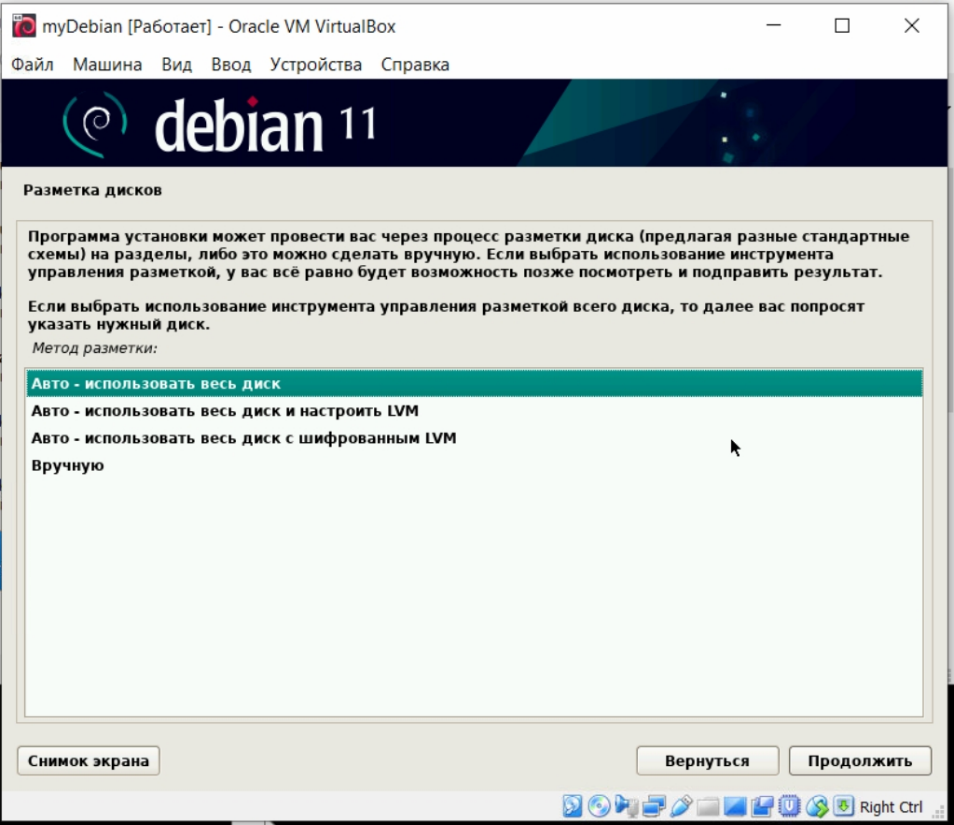 myDebian [Работает] - Oracle VM VirtualBox
Файл Машина Вид Ввод Устройства Справка
debian 11
Разметка дисков
Программа установки может провести вас через процесс разметки диска (предлагая разные стандартные
схемы) на разделы, либо это можно сделать вручную. Если выбрать использование инструмента
управления разметкой, у вас всё равно будет возможность позже посмотреть и подправить результат.
Если выбрать использование инструмента управления разметкой всего диска, то далее вас попросят
указать нужный диск.
Метод разметки:
Авто - использовать весь диск
Авто - использовать весь диск и настроить LVM
Авто - использовать весь диск с шифрованным LVM
Вручную
Снимок экрана Вернуться Продолжить
Right Ctrl